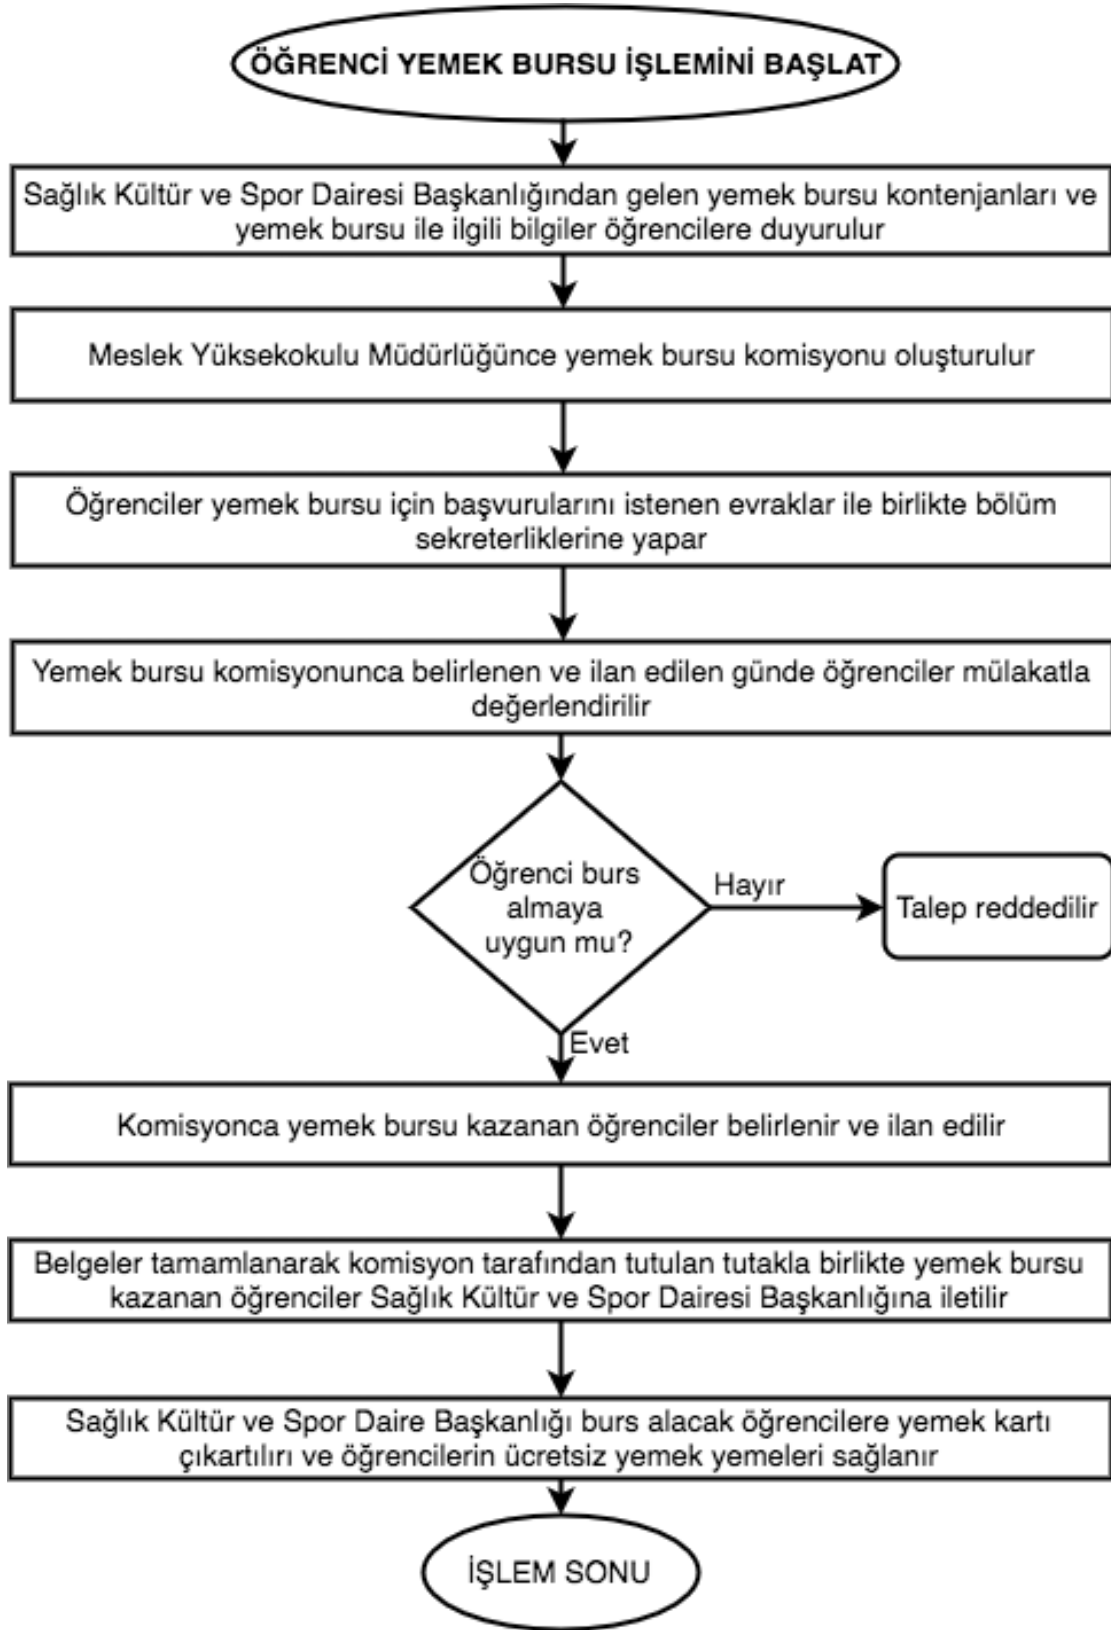 ÖĞRENCİ YEMEK BURSU İŞLEMİNİ BAŞLAT
Sağlık Kültür ve Spor Dairesi Başkanlığından gelen yemek bursu kontenjanları ve
yemek bursu ile ilgili bilgiler öğrencilere duyurulur
Meslek Yüksekokulu Müdürlüğünce yemek bursu komisyonu oluşturulur
Öğrenciler yemek bursu için başvurularını istenen evraklar ile birlikte bölüm
sekreterliklerine yapar
Yemek bursu komisyonunca belirlenen ve ilan edilen günde öğrenciler mülakatla
değerlendirilir
Öğrenci burs
almaya
uygun mu?
Hayır
Talep reddedilir
Evet
Komisyonca yemek bursu kazanan öğrenciler belirlenir ve ilan edilir
Belgeler tamamlanarak komisyon tarafından tutulan tutakla birlikte yemek bursu
kazanan öğrenciler Sağlık Kültür ve Spor Dairesi Başkanlığına iletilir
Sağlık Kültür ve Spor Daire Başkanlığı burs alacak öğrencilere yemek kartı
çıkartılırı ve öğrencilerin ücretsiz yemek yemeleri sağlanır
İŞLEM SONU